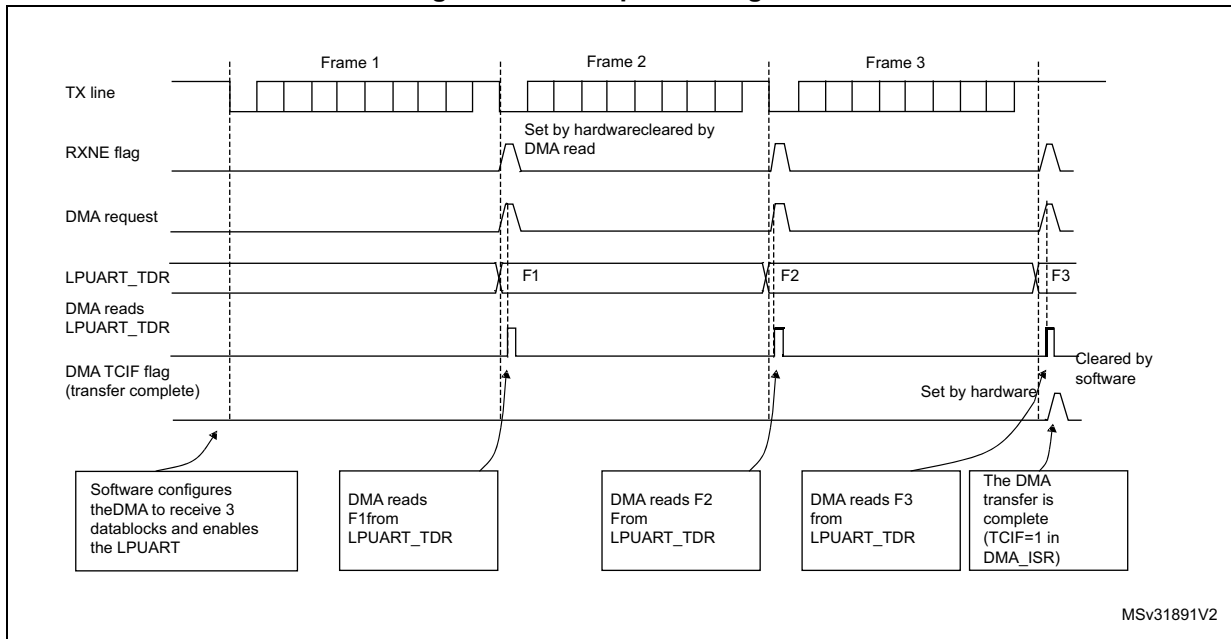 Frame 1
Frame 2
Frame 3
TX line
Set by hardwarecleared by
DMA read
RXNE flag
DMA request
LPUART_TDR
F1
F2
F3
DMA reads
LPUART_TDR
DMA TCIF flag
(transfer complete)
Set by hardware
Cleared by
software
Software configures
theDMA to receive 3
datablocks and enables
the LPUART
DMA reads
F1from
LPUART_TDR
DMA reads F2
From
LPUART_TDR
DMA reads F3
from
LPUART_TDR
The DMA
transfer is
complete
(TCIF=1 in
DMA_ISR)
MSv31891V2